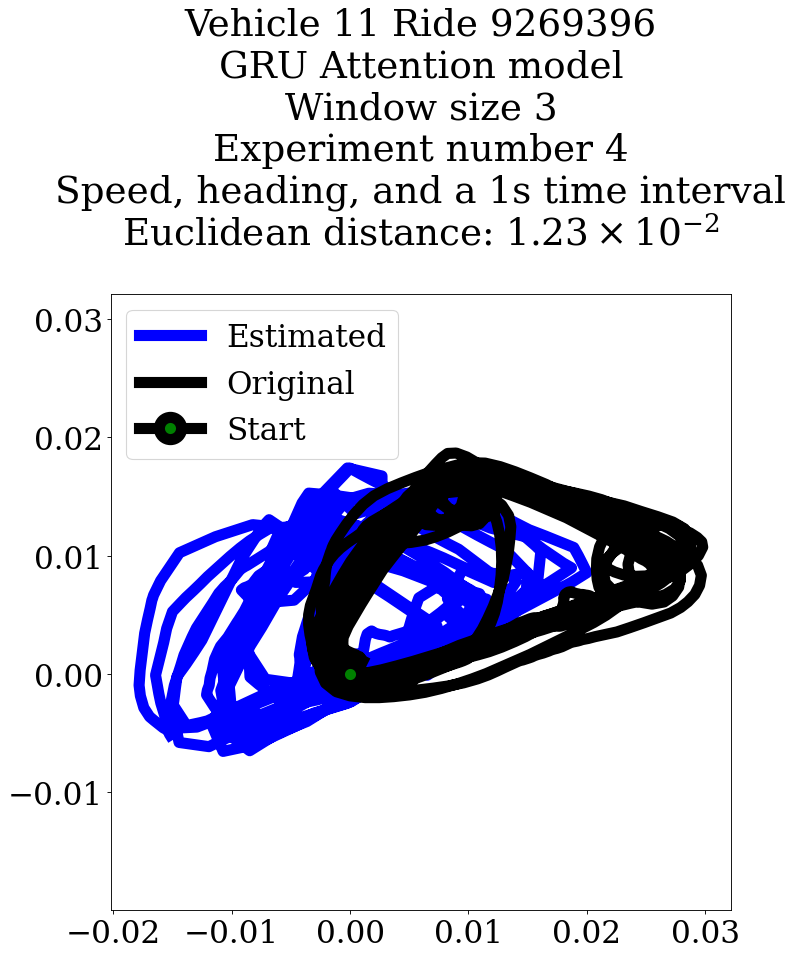 Vehicle 11 Ride 9269396
GRU Attention model
Window size 3
Experiment number 4
Speed, heading, and a 1s time interval
Euclidean distance: 1.23 × 10⁻²
Estimated
Original
Start
0.03
0.02
0.01
0.00
−0.01
−0.02 −0.01 0.00 0.01 0.02 0.03